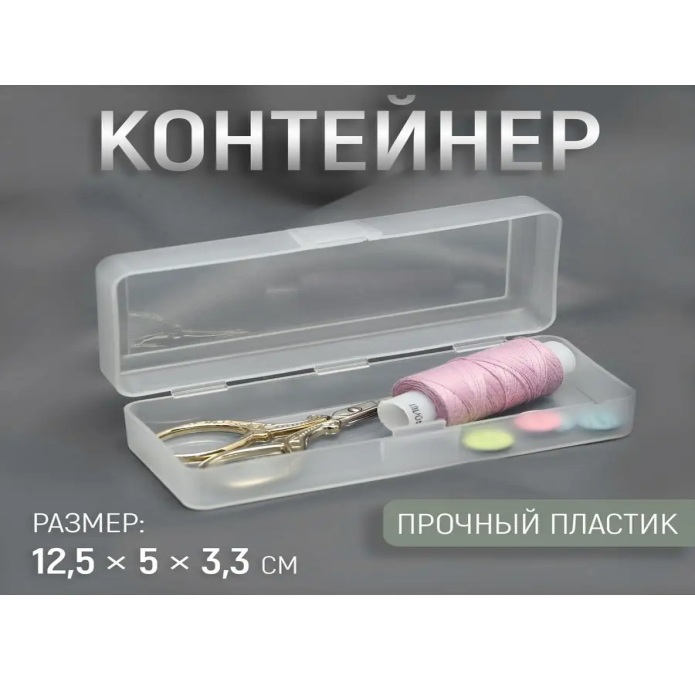 КОНТЕЙНЕР
РАЗМЕР:
12,5 × 5 × 3,3 СМ
ПРОЧНЫЙ ПЛАСТИК